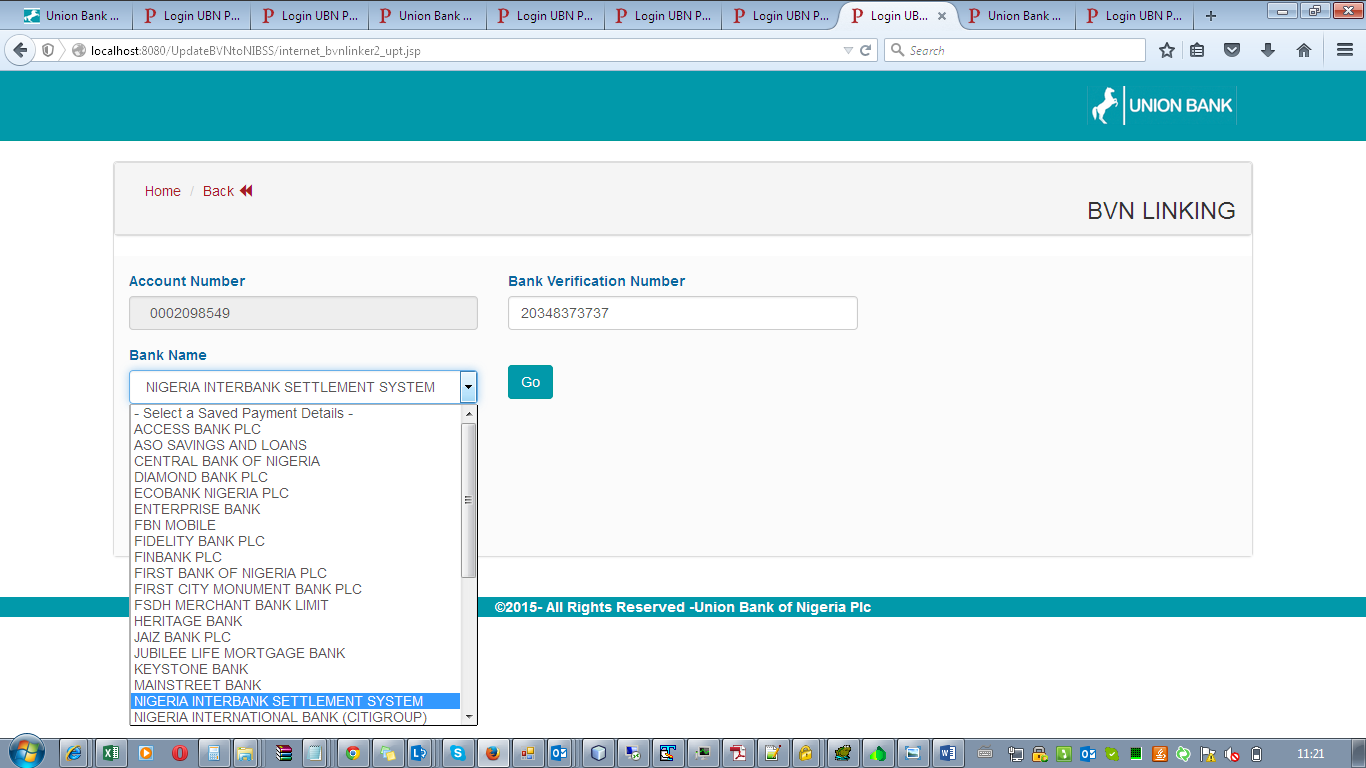 Union Bank ...
Login UBN P...
Login UBN P...
Union Bank ...
Login UBN P...
Login UBN P...
Login UBN P...
Login UB...
Union Bank ...
Login UBN P...
localhost:8080/UpdateBVNtoNIBSS/internet_bvnlinker2_upt.jsp
Search
UNION BANK
Home / Back
BVN LINKING
Account Number
Bank Verification Number
0002098549
20348373737
Bank Name
NIGERIA INTERBANK SETTLEMENT SYSTEM
Go
- Select a Saved Payment Details -
ACCESS BANK PLC
ASO SAVINGS AND LOANS
CENTRAL BANK OF NIGERIA
DIAMOND BANK PLC
ECOBANK NIGERIA PLC
ENTERPRISE BANK
FBN MOBILE
FIDELITY BANK PLC
FINBANK PLC
FIRST BANK OF NIGERIA PLC
FIRST CITY MONUMENT BANK PLC
FSDH MERCHANT BANK LIMIT
HERITAGE BANK
JAIZ BANK PLC
JUBILEE LIFE MORTGAGE BANK
KEYSTONE BANK
MAINSTREET BANK
NIGERIA INTERBANK SETTLEMENT SYSTEM
NIGERIA INTERNATIONAL BANK (CITIGROUP)
©2015- All Rights Reserved -Union Bank of Nigeria Plc
11:21